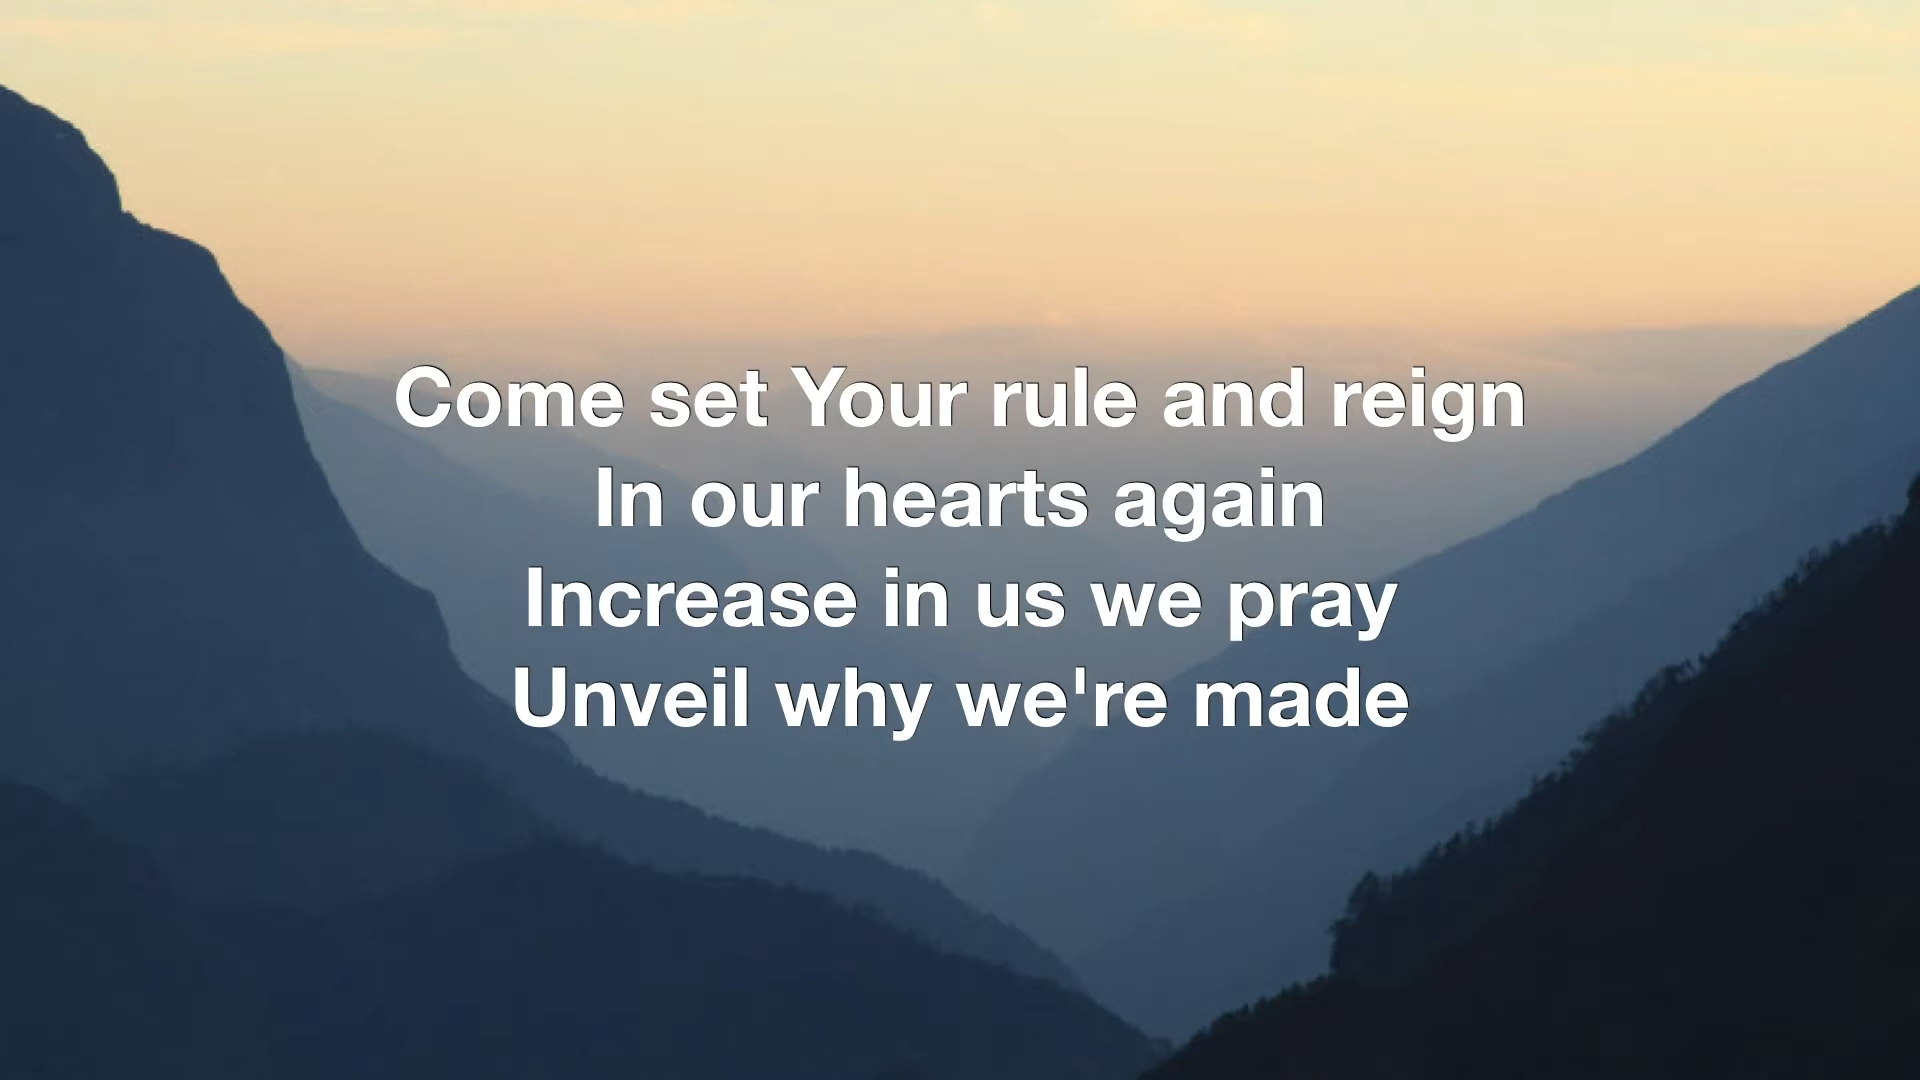 Come set Your rule and reign
In our hearts again
Increase in us we pray
Unveil why we're made